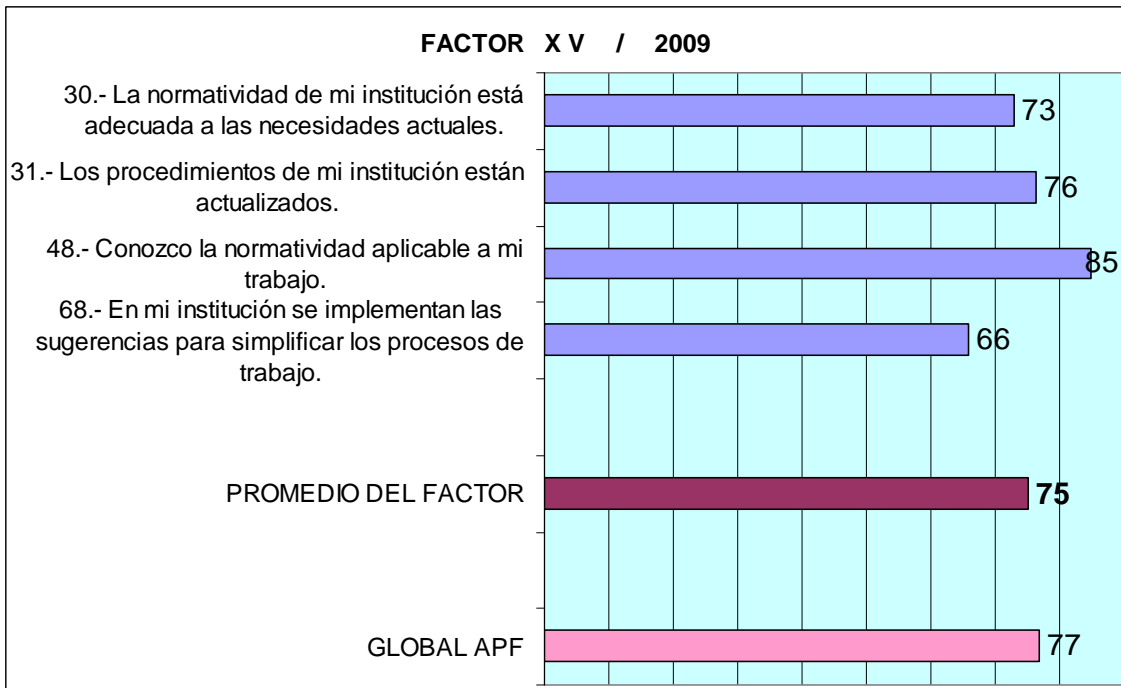 FACTOR X V / 2009
30.- La normatividad de mi institución está
adecuada a las necesidades actuales.
73
31.- Los procedimientos de mi institución están
actualizados.
76
48.- Conozco la normatividad aplicable a mi
trabajo.
85
68.- En mi institución se implementan las
sugerencias para simplificar los procesos de
trabajo.
66
PROMEDIO DEL FACTOR
75
GLOBAL APF
77